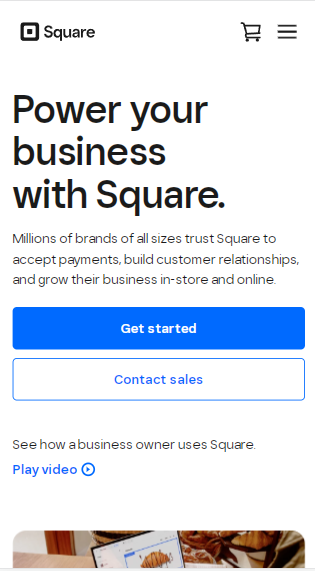 Square
Power your
business
with Square.
Millions of brands of all sizes trust Square to
accept payments, build customer relationships,
and grow their business in-store and online.
Get started
Contact sales
See how a business owner uses Square.
Play video